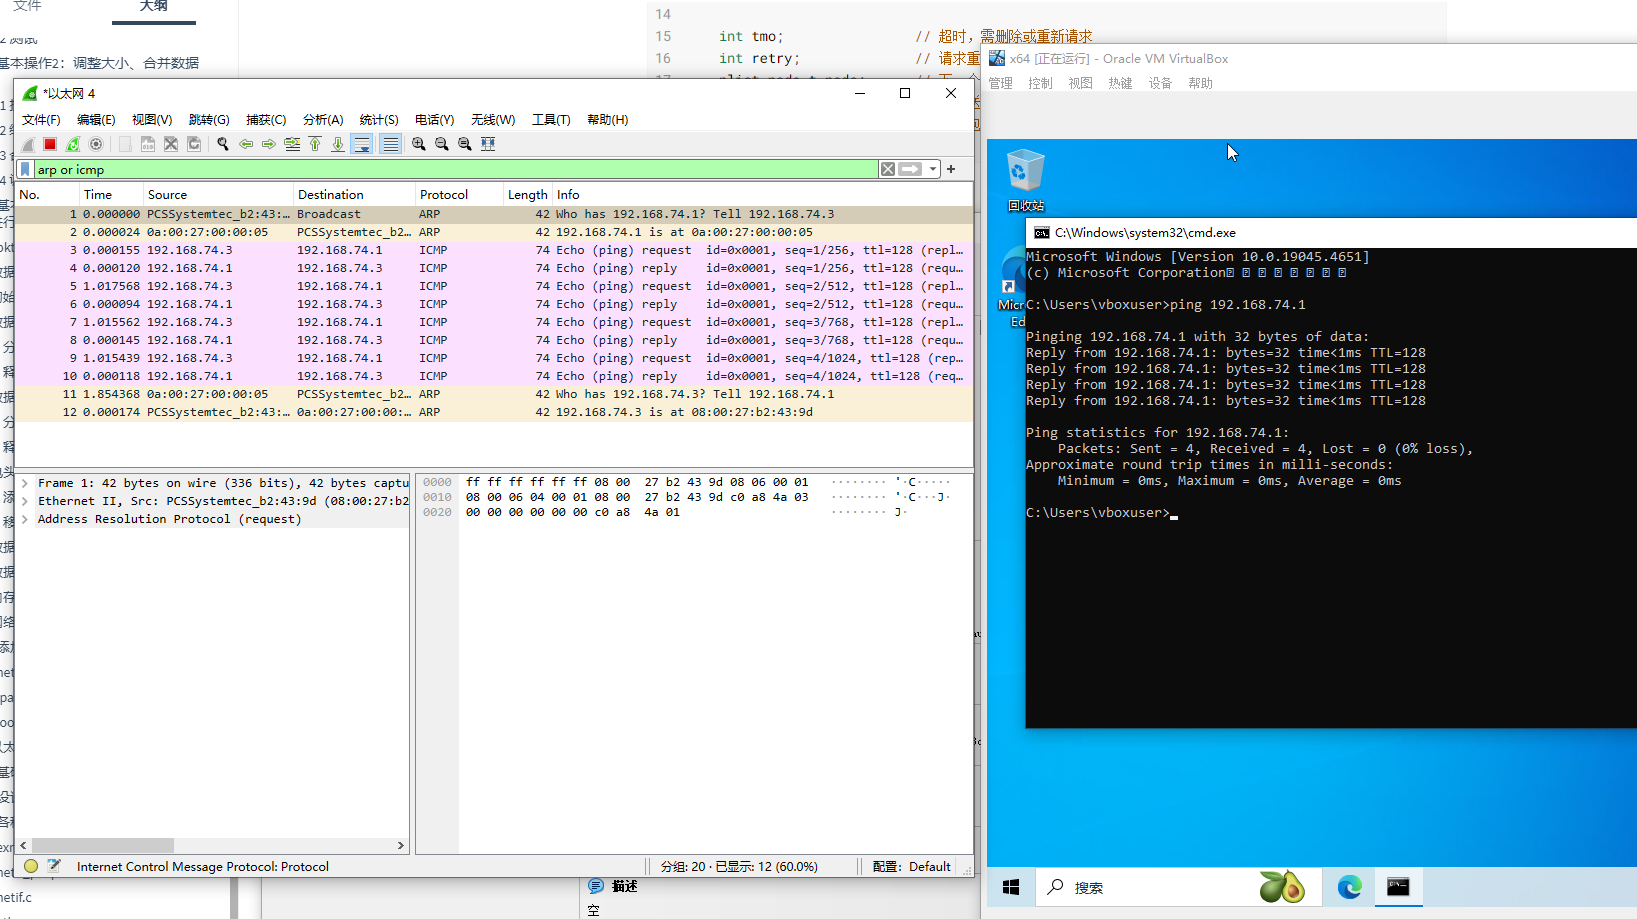 文件
大纲
2 测试
基本操作2：调整大小、合并数据
netif.c
14
15 int tmo; // 超时，需删除或重新请求
16 int retry; // 请求重
*以太网 4
文件(F) 编辑(E) 视图(V) 跳转(G) 捕获(C) 分析(A) 统计(S) 电话(Y) 无线(W) 工具(T) 帮助(H)
arp or icmp
No. Time Source Destination Protocol Length Info
1 0.000000 PCSSystemtec_b2:43:… Broadcast ARP 42 Who has 192.168.74.1? Tell 192.168.74.3
2 0.000024 0a:00:27:00:00:05 PCSSystemtec_b2… ARP 42 192.168.74.1 is at 0a:00:27:00:00:05
3 0.000155 192.168.74.3 192.168.74.1 ICMP 74 Echo (ping) request id=0x0001, seq=1/256, ttl=128 (repl…
4 0.000120 192.168.74.1 192.168.74.3 ICMP 74 Echo (ping) reply id=0x0001, seq=1/256, ttl=128 (requ…
5 1.017568 192.168.74.3 192.168.74.1 ICMP 74 Echo (ping) request id=0x0001, seq=2/512, ttl=128 (repl…
6 0.000094 192.168.74.1 192.168.74.3 ICMP 74 Echo (ping) reply id=0x0001, seq=2/512, ttl=128 (requ…
7 1.015562 192.168.74.3 192.168.74.1 ICMP 74 Echo (ping) request id=0x0001, seq=3/768, ttl=128 (repl…
8 0.000145 192.168.74.1 192.168.74.3 ICMP 74 Echo (ping) reply id=0x0001, seq=3/768, ttl=128 (requ…
9 1.015439 192.168.74.3 192.168.74.1 ICMP 74 Echo (ping) request id=0x0001, seq=4/1024, ttl=128 (rep…
10 0.000118 192.168.74.1 192.168.74.3 ICMP 74 Echo (ping) reply id=0x0001, seq=4/1024, ttl=128 (req…
11 1.854368 0a:00:27:00:00:05 PCSSystemtec_b2… ARP 42 Who has 192.168.74.3? Tell 192.168.74.1
12 0.000174 PCSSystemtec_b2:43:… 0a:00:27:00:00:… ARP 42 192.168.74.3 is at 08:00:27:b2:43:9d
Frame 1: 42 bytes on wire (336 bits), 42 bytes captu
Ethernet II, Src: PCSSystemtec_b2:43:9d (08:00:27:b2
Address Resolution Protocol (request)
0000 ff ff ff ff ff ff 08 00 27 b2 43 9d 08 06 00 01 ········ '·C·····
0010 08 00 06 04 00 01 08 00 27 b2 43 9d c0 a8 4a 03 ········ '·C···J·
0020 00 00 00 00 00 00 c0 a8 4a 01 ········ J·
Internet Control Message Protocol: Protocol
分组: 20 · 已显示: 12 (60.0%)
配置: Default
描述
空
x64 [正在运行] - Oracle VM VirtualBox
管理 控制 视图 热键 设备 帮助
回收站
Micr
Ed
C:\Windows\system32\cmd.exe
Microsoft Windows [Version 10.0.19045.4651]
(c) Microsoft Corporation
C:\Users\vboxuser>ping 192.168.74.1
Pinging 192.168.74.1 with 32 bytes of data:
Reply from 192.168.74.1: bytes=32 time<1ms TTL=128
Reply from 192.168.74.1: bytes=32 time<1ms TTL=128
Reply from 192.168.74.1: bytes=32 time<1ms TTL=128
Reply from 192.168.74.1: bytes=32 time<1ms TTL=128
Ping statistics for 192.168.74.1:
Packets: Sent = 4, Received = 4, Lost = 0 (0% loss),
Approximate round trip times in milli-seconds:
Minimum = 0ms, Maximum = 0ms, Average = 0ms
C:\Users\vboxuser>
搜索